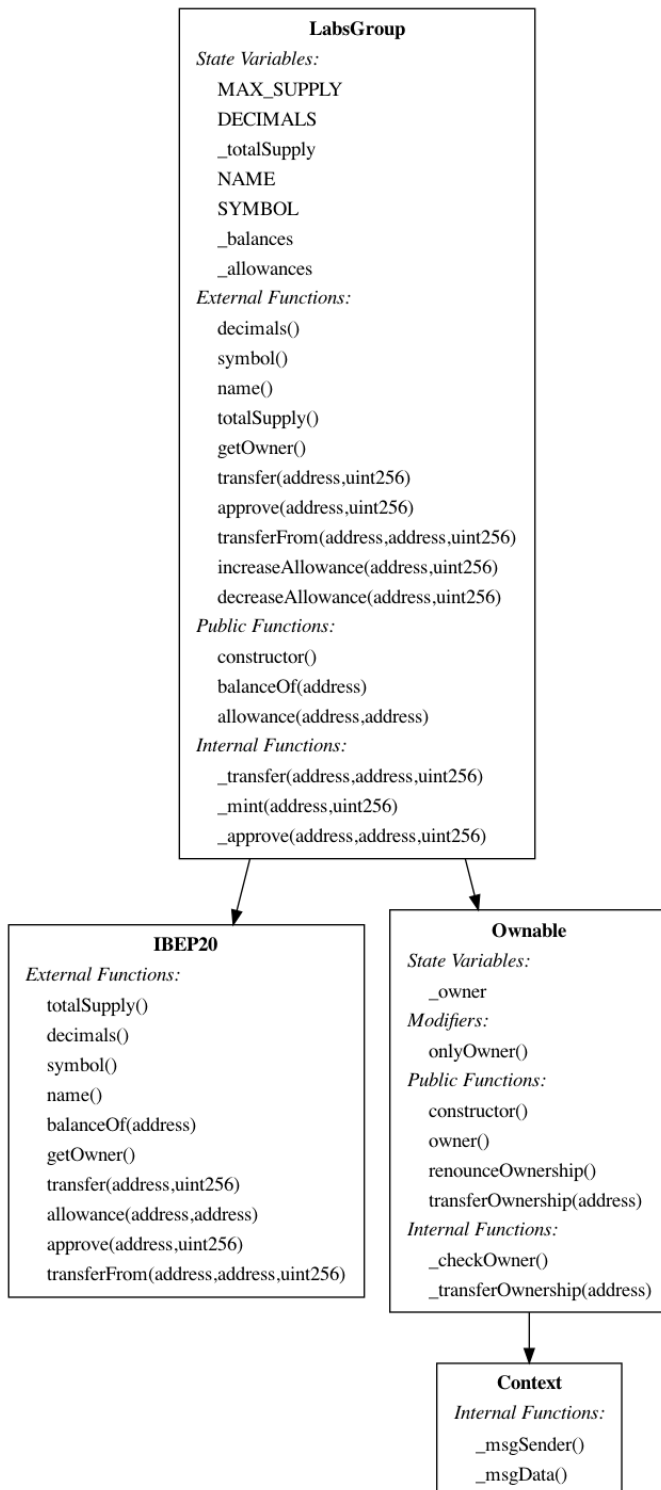 LabsGroup
State Variables:
MAX_SUPPLY
DECIMALS
_totalSupply
NAME
SYMBOL
_balances
_allowances
External Functions:
decimals()
symbol()
name()
totalSupply()
getOwner()
transfer(address,uint256)
approve(address,uint256)
transferFrom(address,address,uint256)
increaseAllowance(address,uint256)
decreaseAllowance(address,uint256)
Public Functions:
constructor()
balanceOf(address)
allowance(address,address)
Internal Functions:
_transfer(address,address,uint256)
_mint(address,uint256)
_approve(address,address,uint256)
IBEP20
External Functions:
totalSupply()
decimals()
symbol()
name()
balanceOf(address)
getOwner()
transfer(address,uint256)
allowance(address,address)
approve(address,uint256)
transferFrom(address,address,uint256)
Ownable
State Variables:
_owner
Modifiers:
onlyOwner()
Public Functions:
constructor()
owner()
renounceOwnership()
transferOwnership(address)
Internal Functions:
_checkOwner()
_transferOwnership(address)
Context
Internal Functions:
_msgSender()
_msgData()